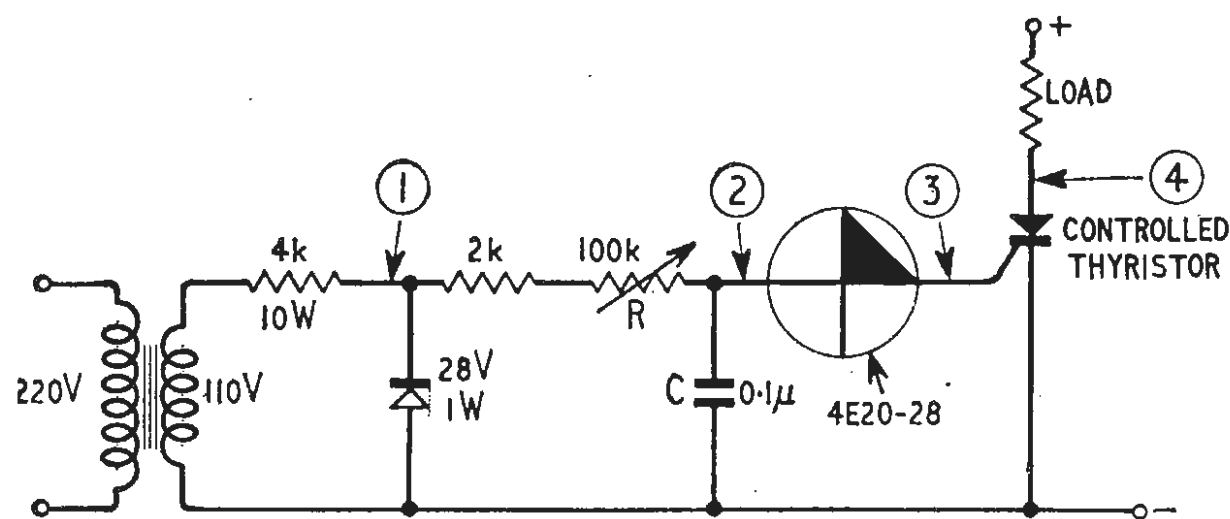 +
LOAD
4
1
2
3
4k
10W
2k
100k
R
CONTROLLED
THYRISTOR
220V
110V
28V
1W
C
0·1μ
4E20-28
−